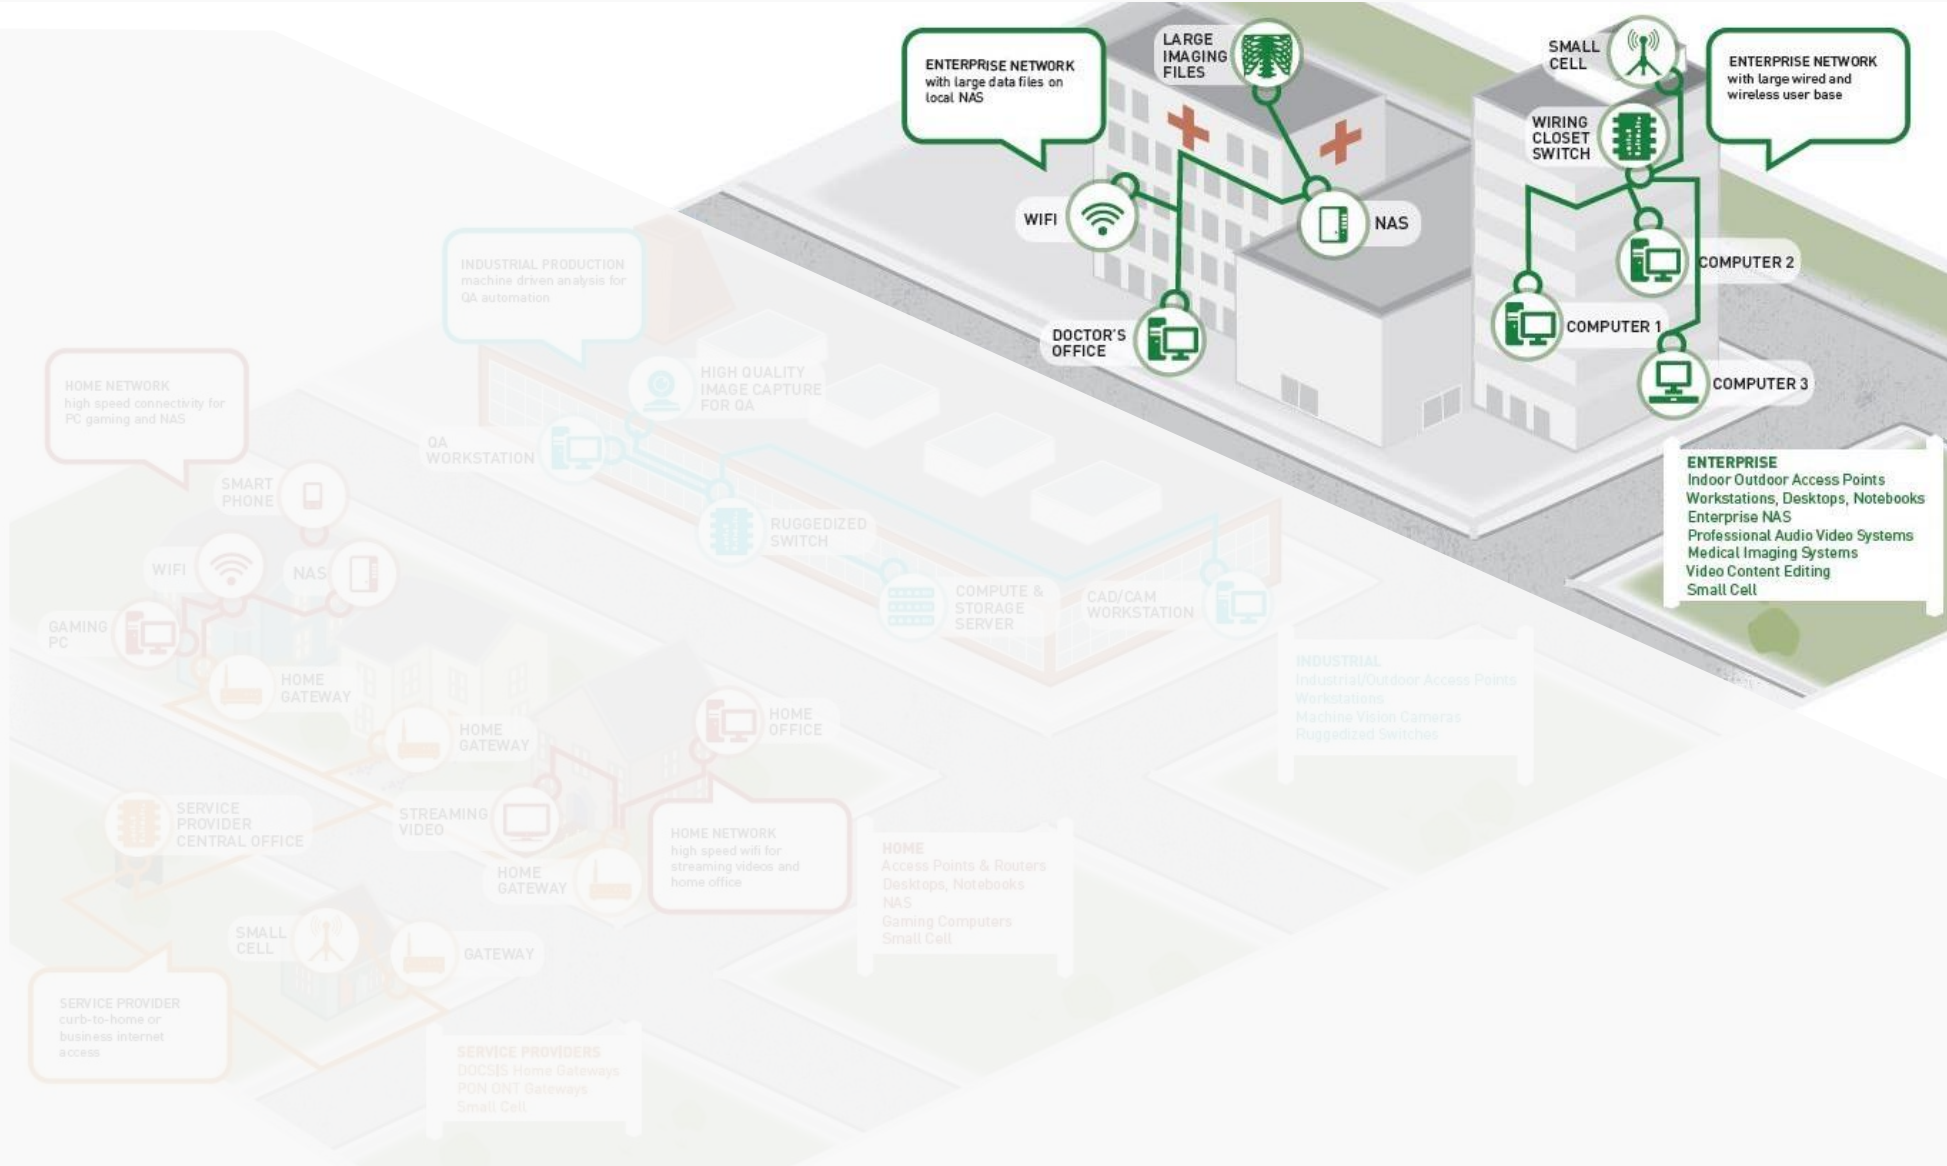 ENTERPRISE NETWORK
with large data files on
local NAS
LARGE
IMAGING
FILES
SMALL
CELL
ENTERPRISE NETWORK
with large wired and
wireless user base
WIRING
CLOSET
SWITCH
WIFI
NAS
COMPUTER 2
COMPUTER 1
DOCTOR'S
OFFICE
COMPUTER 3
ENTERPRISE
Indoor Outdoor Access Points
Workstations, Desktops, Notebooks
Enterprise NAS
Professional Audio Video Systems
Medical Imaging Systems
Video Content Editing
Small Cell
INDUSTRIAL PRODUCTION
machine driven analysis for
QA automation
HIGH QUALITY
IMAGE CAPTURE
FOR QA
QA
WORKSTATION
RUGGEDIZED
SWITCH
COMPUTE &
STORAGE
SERVER
CAD/CAM
WORKSTATION
INDUSTRIAL
Industrial/Outdoor Access Points
Workstations
Machine Vision Cameras
Ruggedized Switches
HOME NETWORK
high speed connectivity for
PC gaming and NAS
SMART
PHONE
WIFI
NAS
GAMING
PC
HOME
GATEWAY
HOME
GATEWAY
HOME
OFFICE
STREAMING
VIDEO
HOME
GATEWAY
HOME NETWORK
high speed wifi for
streaming videos and
home office
HOME
Access Points & Routers
Desktops, Notebooks
NAS
Gaming Computers
Small Cell
SERVICE
PROVIDER
CENTRAL OFFICE
SMALL
CELL
GATEWAY
SERVICE PROVIDER
curb-to-home or
business internet
access
SERVICE PROVIDERS
DOCSIS Home Gateways
PON ONT Gateways
Small Cell